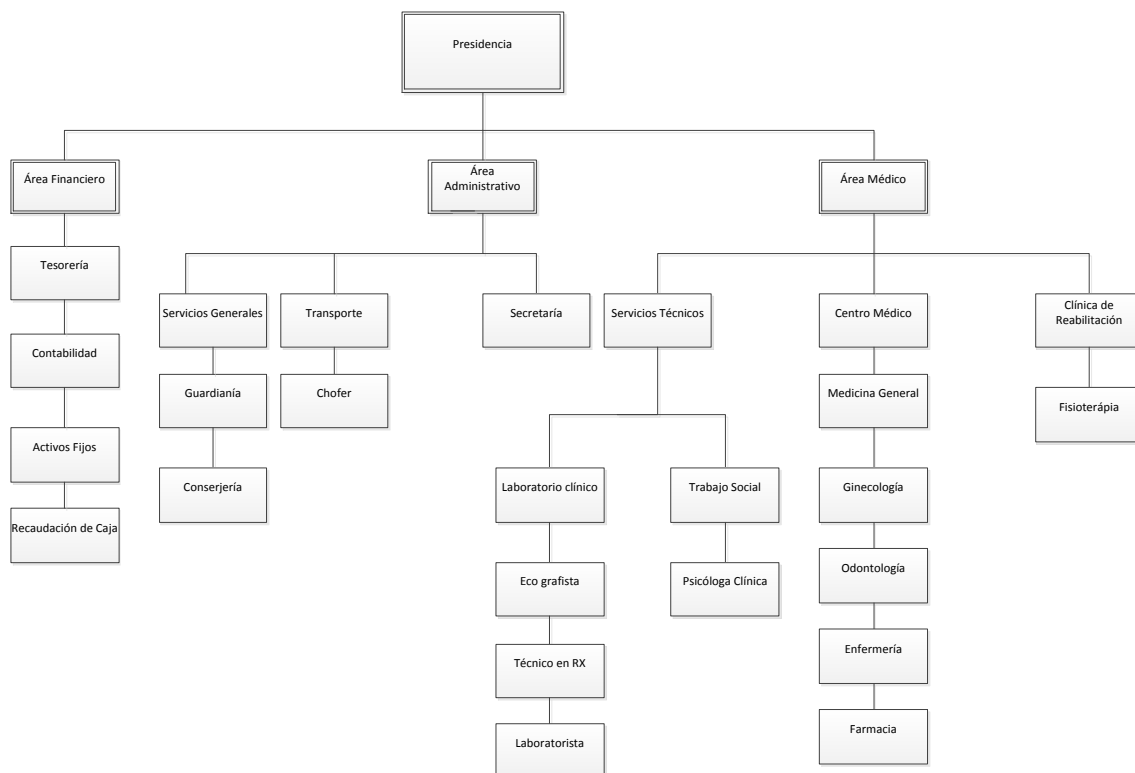 Presidencia
Área Financiero
Área
Administrativo
Área Médico
Tesorería
Servicios Generales
Transporte
Secretaría
Servicios Técnicos
Centro Médico
Clínica de
Reabilitación
Contabilidad
Guardianía
Chofer
Medicina General
Fisioterápia
Activos Fijos
Conserjería
Laboratorio clínico
Trabajo Social
Ginecología
Recaudación de Caja
Eco grafista
Psicóloga Clínica
Odontología
Técnico en RX
Enfermería
Laboratorista
Farmacia